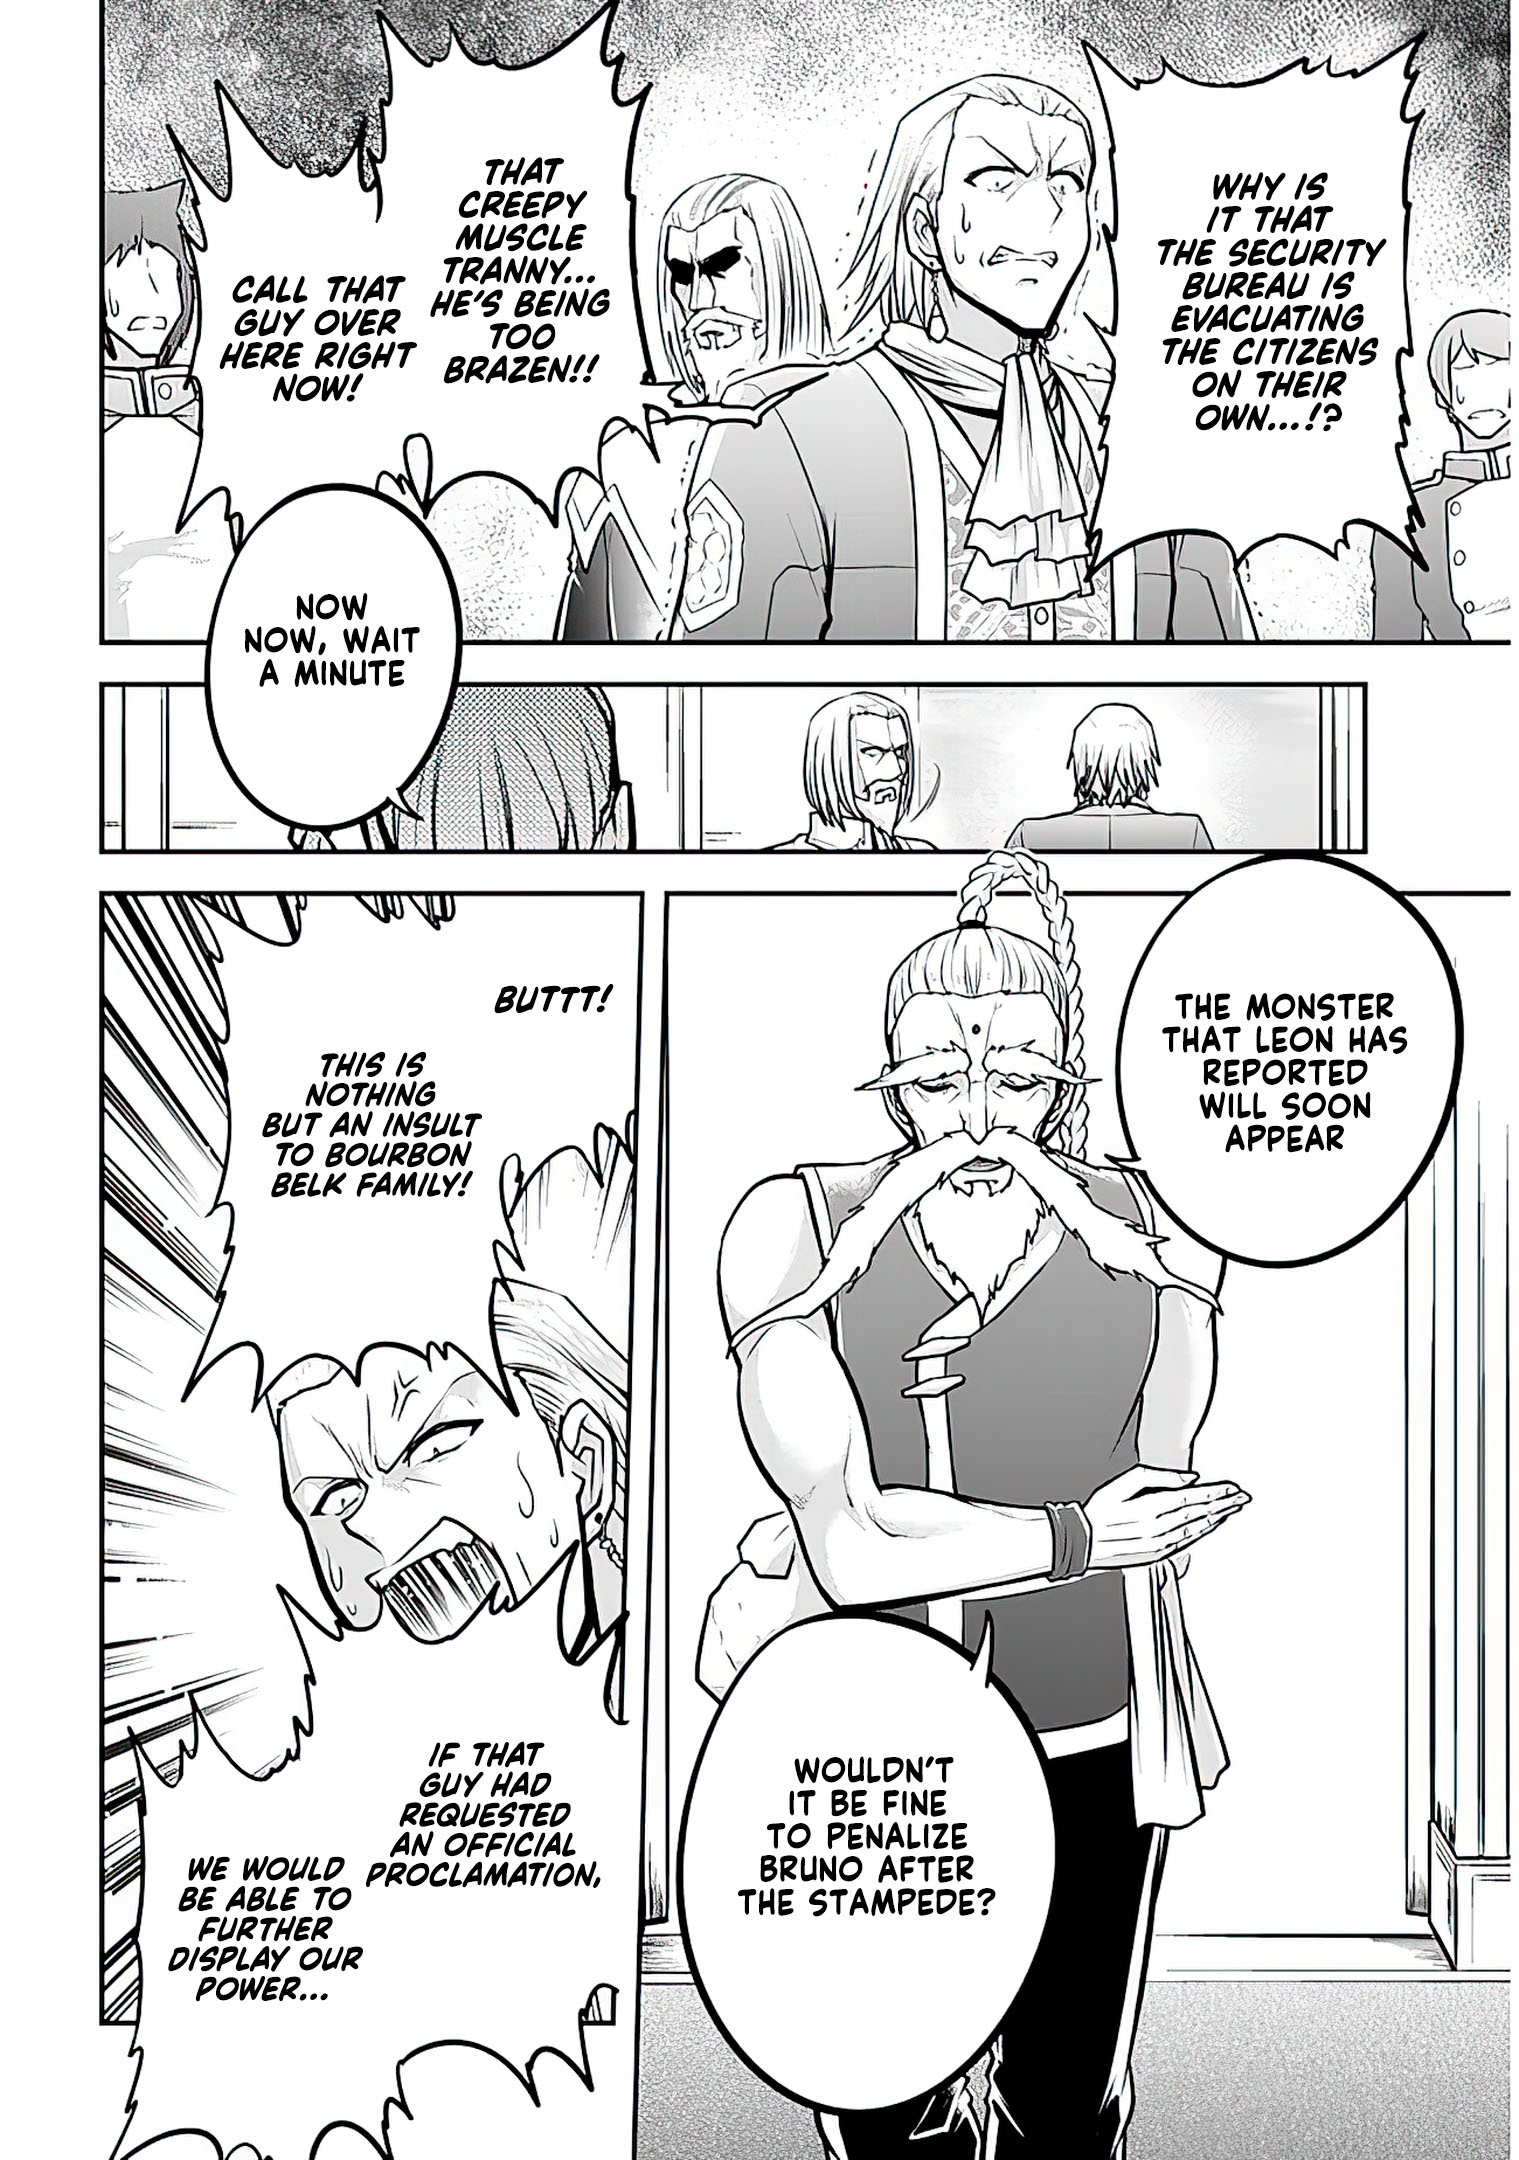 WHY IS
IT THAT
THE SECURITY
BUREAU IS
EVACUATING
THE CITIZENS
ON THEIR
OWN...!?
THAT
CREEPY
MUSCLE
TRANNY...
HE'S BEING
TOO
BRAZEN!!
CALL THAT
GUY OVER
HERE RIGHT
NOW!
NOW
NOW, WAIT
A MINUTE
THE MONSTER
THAT LEON HAS
REPORTED
WILL SOON
APPEAR
WOULDN'T
IT BE FINE
TO PENALIZE
BRUNO AFTER
THE STAMPEDE?
BUTTT!
THIS IS
NOTHING
BUT AN INSULT
TO BOURBON
BELK FAMILY!
IF THAT
GUY HAD
REQUESTED
AN OFFICIAL
PROCLAMATION,
WE WOULD
BE ABLE TO
FURTHER
DISPLAY OUR
POWER...